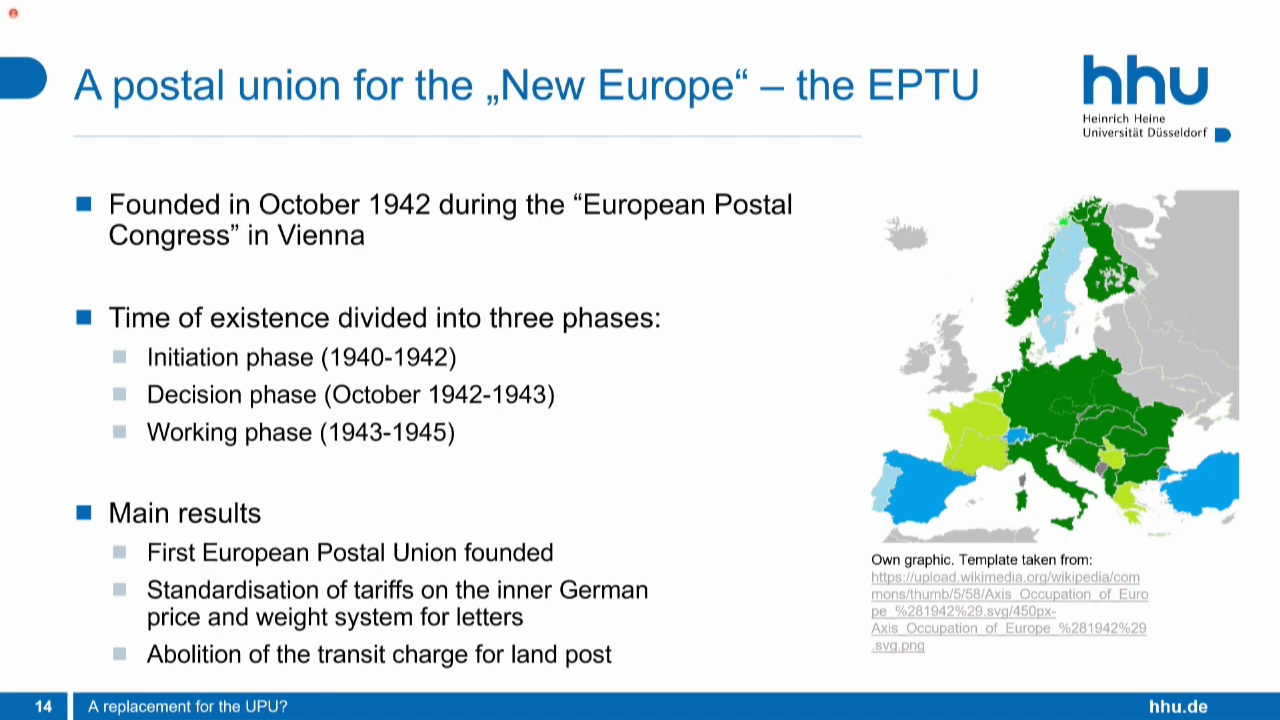 A postal union for the „New Europe“ – the EPTU
hhu
Heinrich Heine
Universität Düsseldorf
Founded in October 1942 during the “European Postal
Congress” in Vienna
Time of existence divided into three phases:
Initiation phase (1940-1942)
Decision phase (October 1942-1943)
Working phase (1943-1945)
Main results
First European Postal Union founded
Standardisation of tariffs on the inner German
price and weight system for letters
Abolition of the transit charge for land post
Own graphic. Template taken from:
https://upload.wikimedia.org/wikipedia/com
mons/thumb/5/58/Axis_Occupation_of_Euro
pe_%281942%29.svg/450px-
Axis_Occupation_of_Europe_%281942%29
.svg.png
14
A replacement for the UPU?
hhu.de